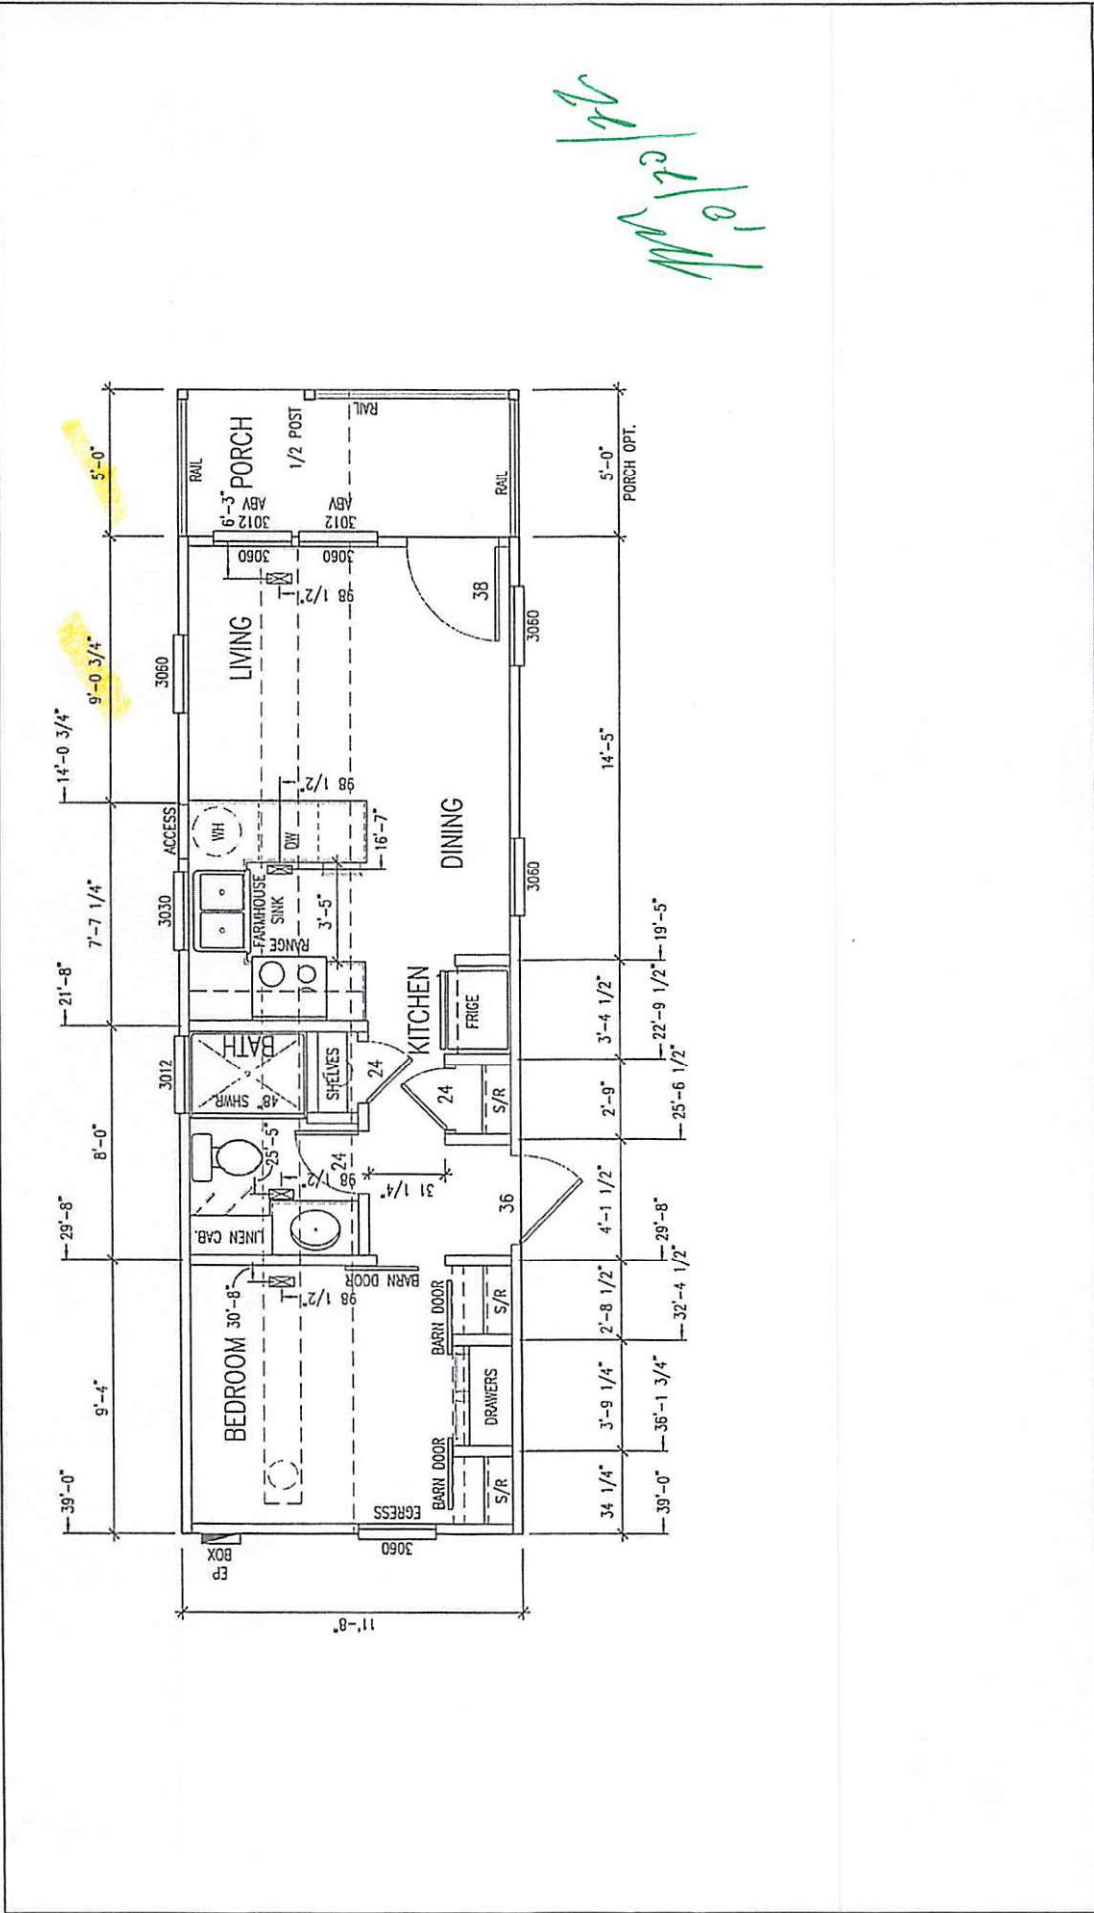 39'-0"
29'-8"
21'-8"
14'-0 3/4"
9'-4"
8'-0"
7'-7 1/4"
9'-0 3/4"
5'-0"
3012
3030
ACCESS
3060
EP
BOX
11'-8"
BEDROOM
30'-8"
98 1/2"
BARN DOOR
LINEN CAB.
25'-5"
98 1/2"
24
48" SHWR.
BATH
SHELVES
24
RANGE
FARMHOUSE
SINK
WH
DW
3'-5"
98 1/2"
16'-7"
LIVING
3060
3012
ABV
3060
3012
ABV
6'-3"
98 1/2"
RAIL
PORCH
1/2 POST
RAIL
RAIL
KITCHEN
DINING
31 1/4"
24
38
36
FRIGE
S/R
EGRESS
3060
BARN DOOR
BARN DOOR
S/R
DRAWERS
S/R
3060
3060
34 1/4"
3'-9 1/4"
2'-8 1/2"
4'-1 1/2"
2'-9"
3'-4 1/2"
14'-5"
5'-0"
PORCH OPT.
39'-0"
36'-1 3/4"
32'-4 1/2"
29'-8"
25'-6 1/2"
22'-9 1/2"
19'-5"